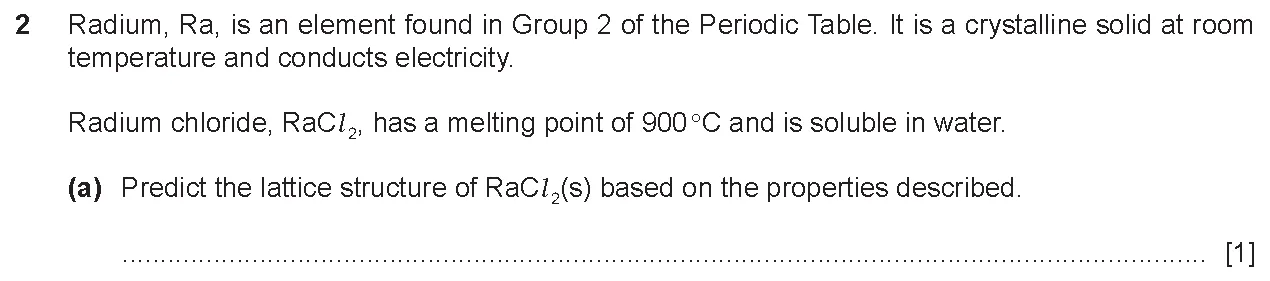 2 Radium, Ra, is an element found in Group 2 of the Periodic Table. It is a crystalline solid at room
temperature and conducts electricity.
Radium chloride, RaCl₂, has a melting point of 900 °C and is soluble in water.
(a) Predict the lattice structure of RaCl₂(s) based on the properties described.
............................................................................................................................................ [1]